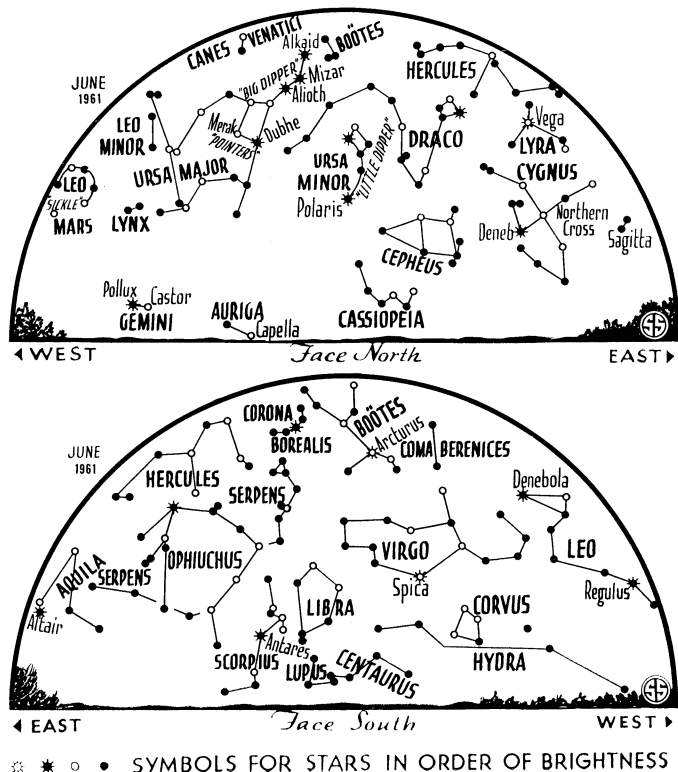 CANES VENATICI
Alkaid
BOÖTES
HERCULES
JUNE
1961
"BIG DIPPER"
Mizar
Alioth
LEO
MINOR
Merak
"POINTERS"
Dubhe
DRACO
Vega
LYRA
URSA MAJOR
URSA
MINOR
"LITTLE DIPPER"
CYGNUS
LEO
"SICKLE"
MARS
LYNX
Polaris
Deneb
Northern
Cross
Sagitta
CEPHEUS
Pollux
Castor
GEMINI
AURIGA
Capella
CASSIOPEIA
WEST
Face North
EAST
CORONA
BOREALIS
BOÖTES
Arcturus
COMA BERENICES
JUNE
1961
HERCULES
SERPENS
Denebola
OPHIUCHUS
VIRGO
LEO
AQUILA
SERPENS
Spica
Regulus
Altair
LIBRA
CORVUS
Antares
SCORPIUS
LUPUS
CENTAURUS
HYDRA
EAST
Face South
WEST
SYMBOLS FOR STARS IN ORDER OF BRIGHTNESS